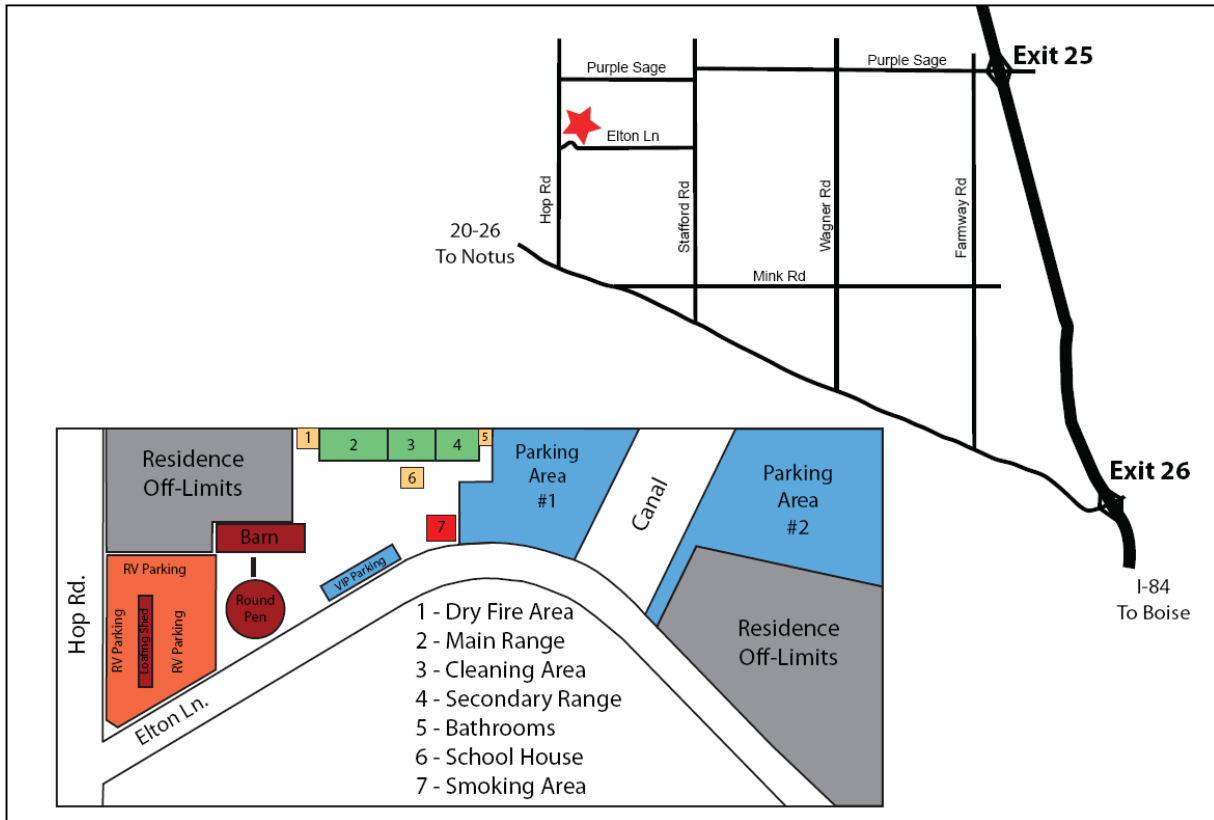 Exit 25
Purple Sage
Purple Sage
Elton Ln
Hop Rd
Stafford Rd
Wagner Rd
Farmway Rd
20-26
To Notus
Mink Rd
Exit 26
I-84
To Boise
Hop Rd.
Residence
Off-Limits
1
2
3
4
5
6
7
Parking
Area
#1
Canal
Parking
Area
#2
Barn
RV Parking
RV Parking
Loafing Shed
RV Parking
Round
Pen
VIP Parking
Elton Ln.
Residence
Off-Limits
1 - Dry Fire Area
2 - Main Range
3 - Cleaning Area
4 - Secondary Range
5 - Bathrooms
6 - School House
7 - Smoking Area